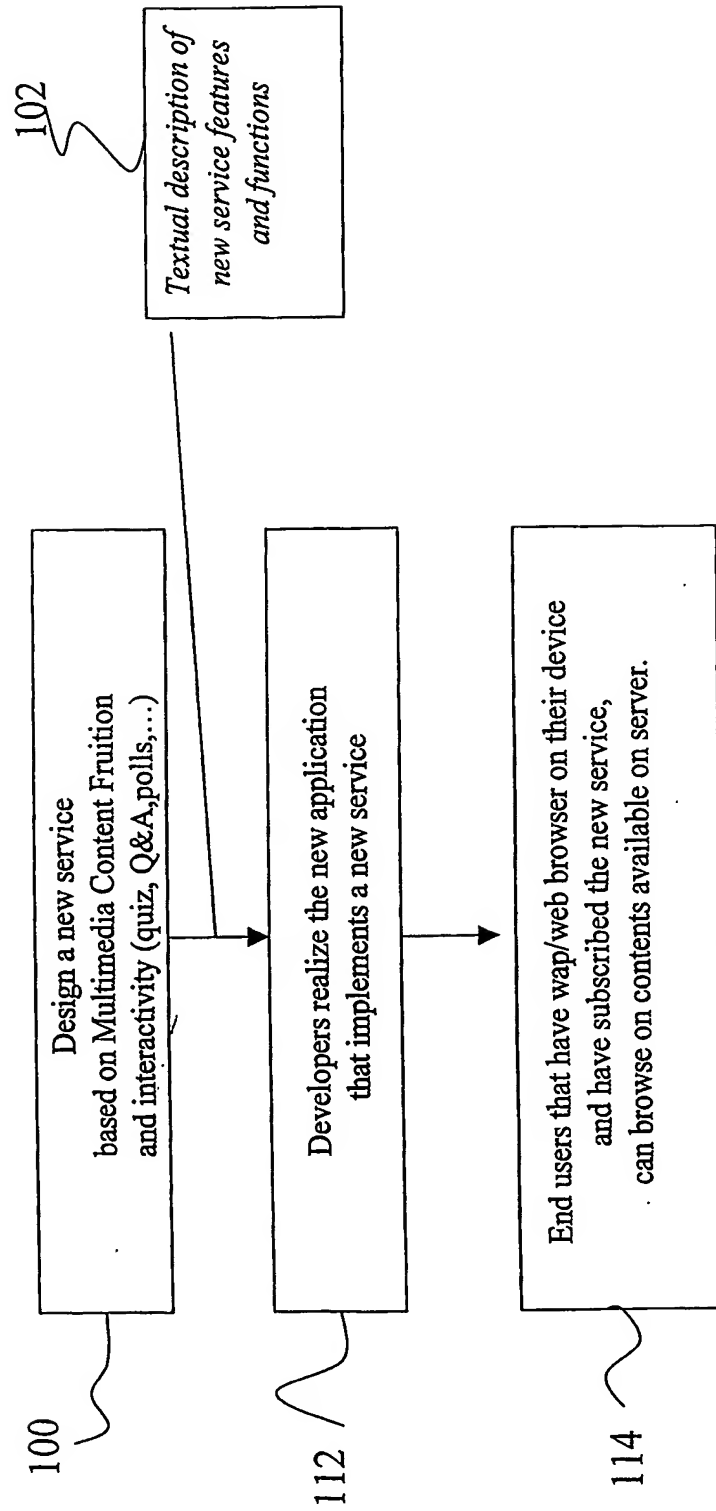 100
Design a new service
based on Multimedia Content Fruition
and interactivity (quiz, Q&A,polls,...)
102
Textual description of
new service features
and functions
112
Developers realize the new application
that implements a new service
114
End users that have wap/web browser on their device
and have subscribed the new service,
can browse on contents available on server.